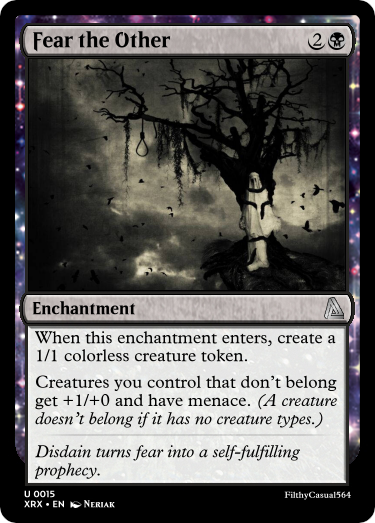 Fear the Other 2
Enchantment
When this enchantment enters, create a
1/1 colorless creature token.
Creatures you control that don't belong
get +1/+0 and have menace. (A creature
doesn't belong if it has no creature types.)
Disdain turns fear into a self-fulfilling
prophecy.
U 0015
XRX • EN Neriak
FilthyCasual564